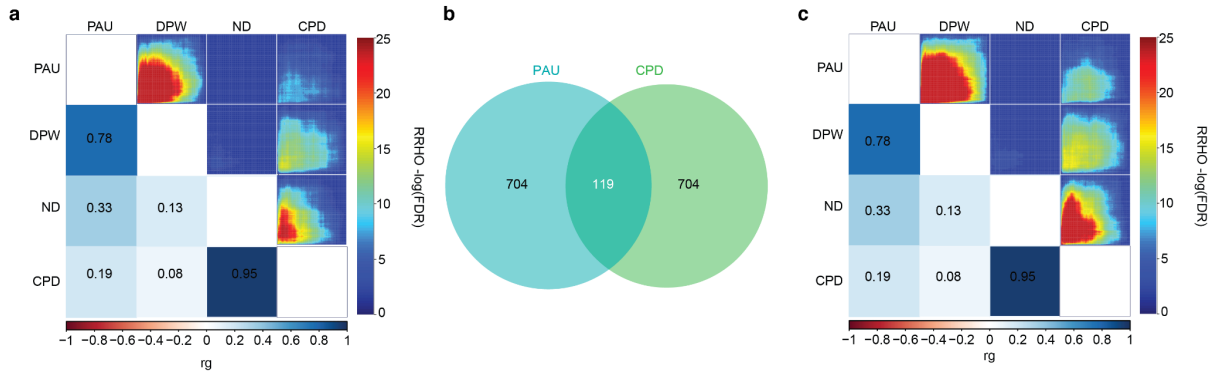 a
PAU DPW ND CPD
PAU
DPW
ND
CPD
0.78
0.33 0.13
0.19 0.08 0.95
25
20
15
10
5
0
RRHO -log(FDR)
−1 −0.8 −0.6 −0.4 −0.2 0 0.2 0.4 0.6 0.8 1
rg
b
PAU CPD
704 119 704
c
PAU DPW ND CPD
PAU
DPW
ND
CPD
0.78
0.33 0.13
0.19 0.08 0.95
25
20
15
10
5
0
RRHO -log(FDR)
−1 −0.8 −0.6 −0.4 −0.2 0 0.2 0.4 0.6 0.8 1
rg